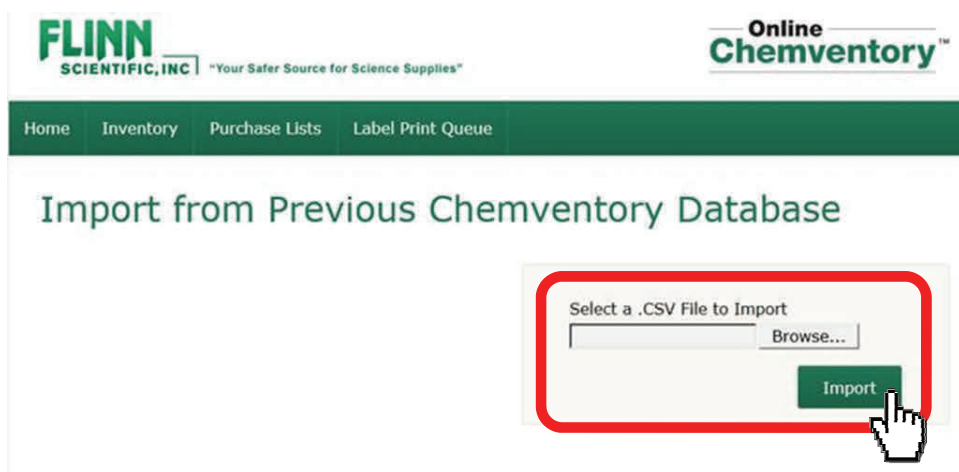 FLINN
SCIENTIFIC, INC "Your Safer Source for Science Supplies"
Online
Chemventory™
Home Inventory Purchase Lists Label Print Queue
Import from Previous Chemventory Database
Select a .CSV File to Import
Browse...
Import